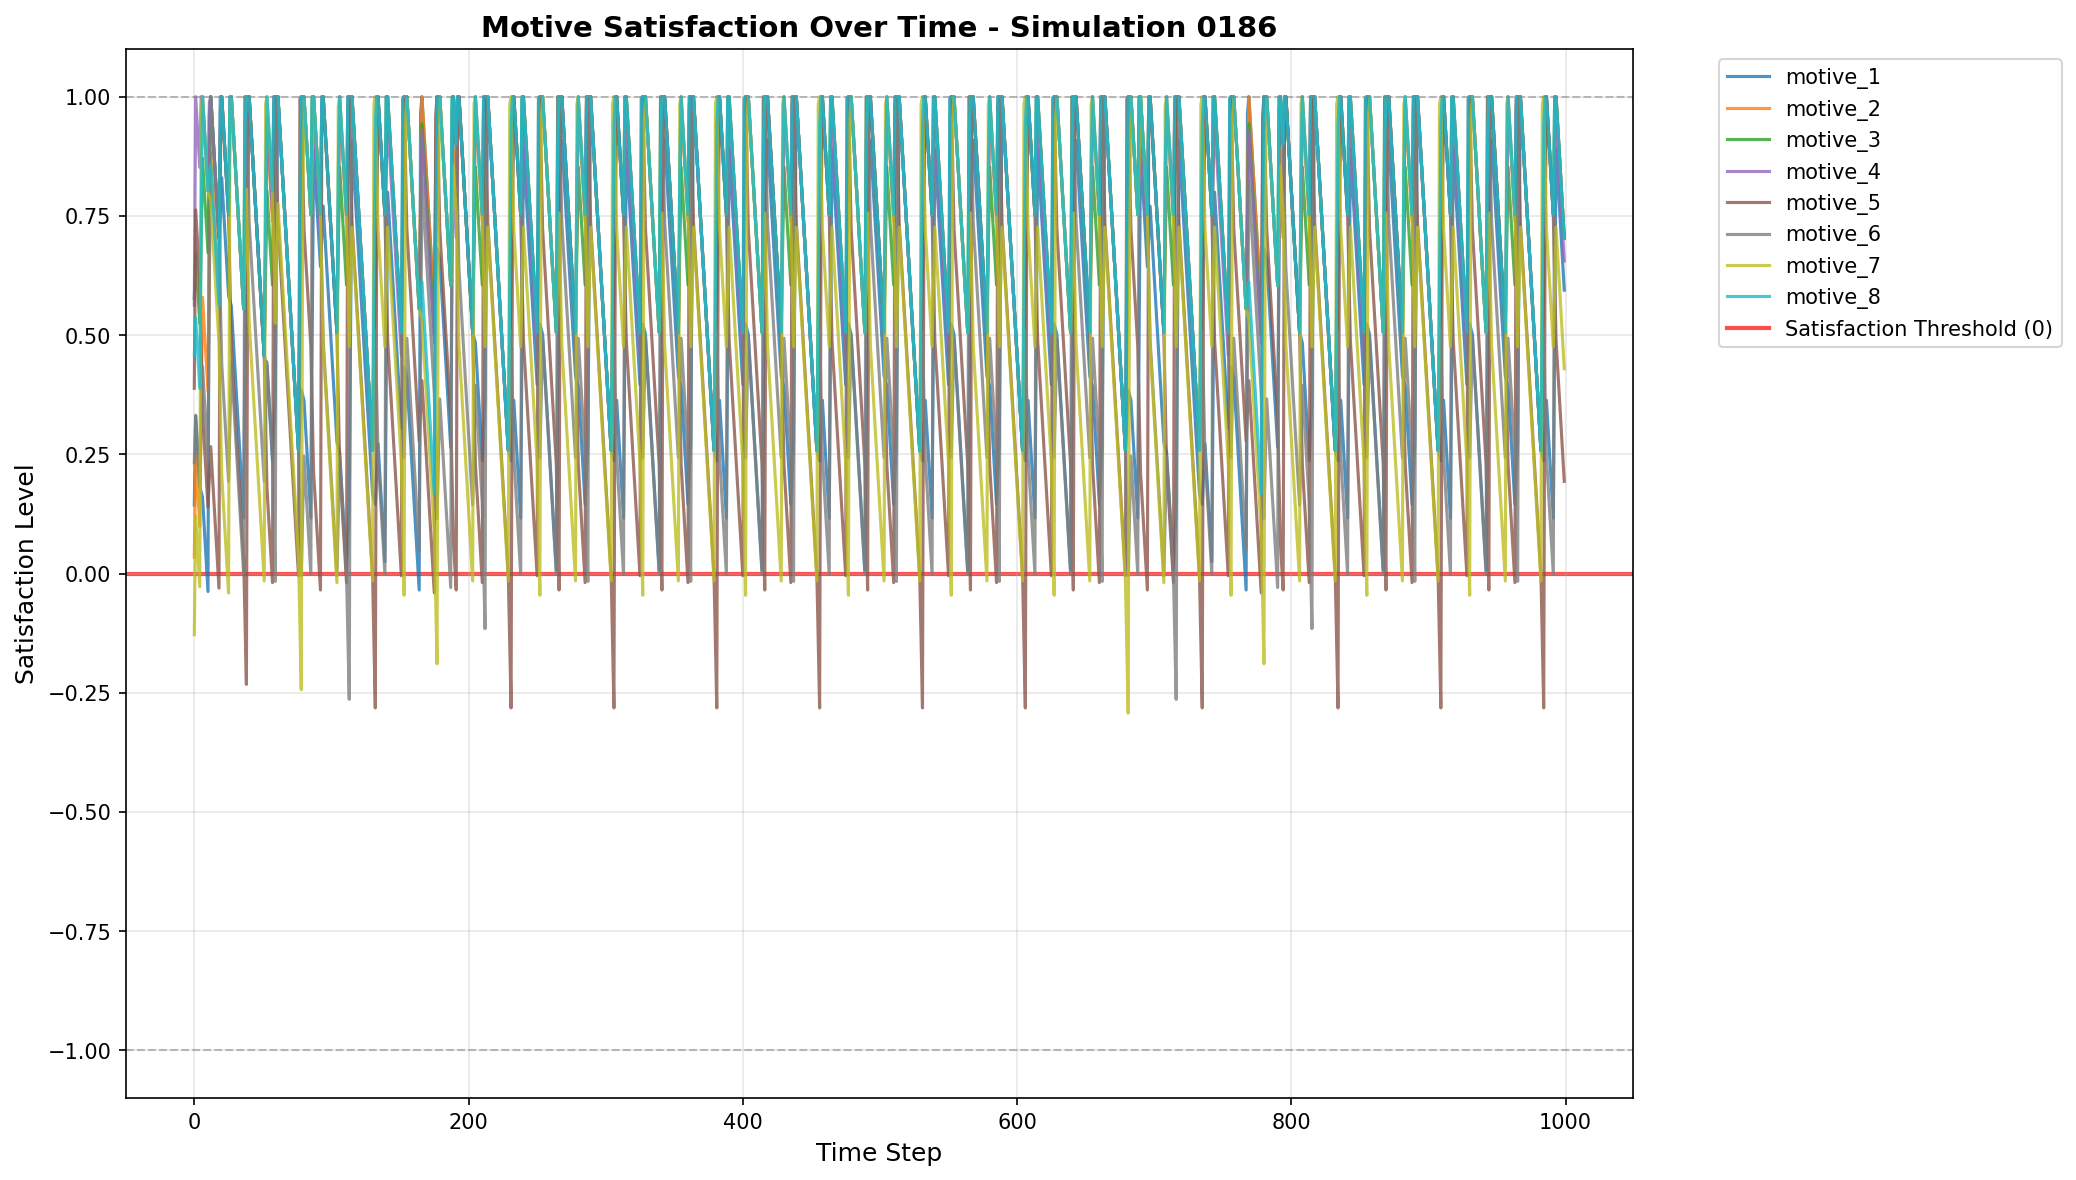 Motive Satisfaction Over Time - Simulation 0186
1.00
0.75
0.50
0.25
0.00
−0.25
−0.50
−0.75
−1.00
Satisfaction Level
0
200
400
600
800
1000
Time Step
motive_1
motive_2
motive_3
motive_4
motive_5
motive_6
motive_7
motive_8
Satisfaction Threshold (0)